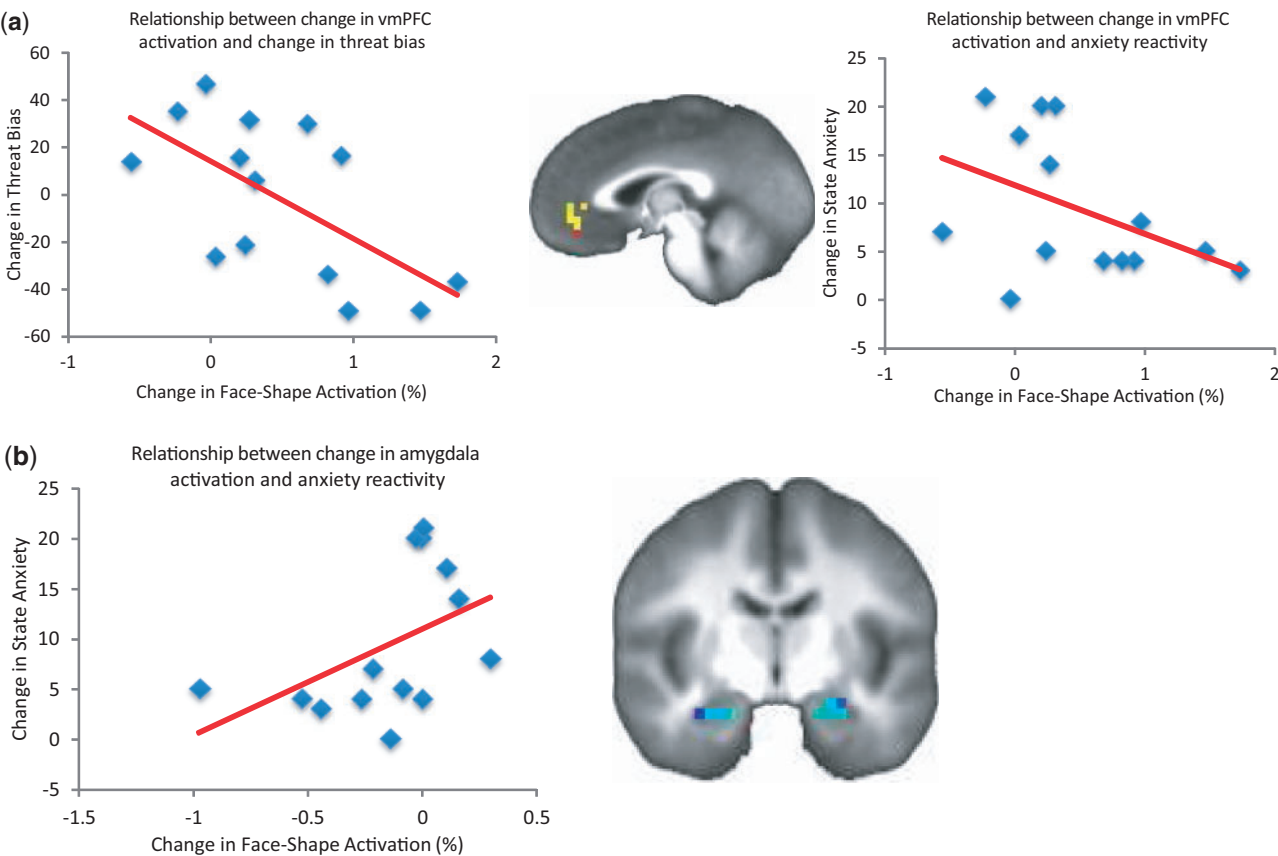 (a)
Relationship between change in vmPFC
activation and change in threat bias
60
40
20
0
-20
-40
-60
Change in Threat Bias
-1
0
1
2
Change in Face-Shape Activation (%)
Relationship between change in vmPFC
activation and anxiety reactivity
25
20
15
10
5
0
-5
Change in State Anxiety
-1
0
1
2
Change in Face-Shape Activation (%)
(b)
Relationship between change in amygdala
activation and anxiety reactivity
25
20
15
10
5
0
-5
Change in State Anxiety
-1.5
-1
-0.5
0
0.5
Change in Face-Shape Activation (%)